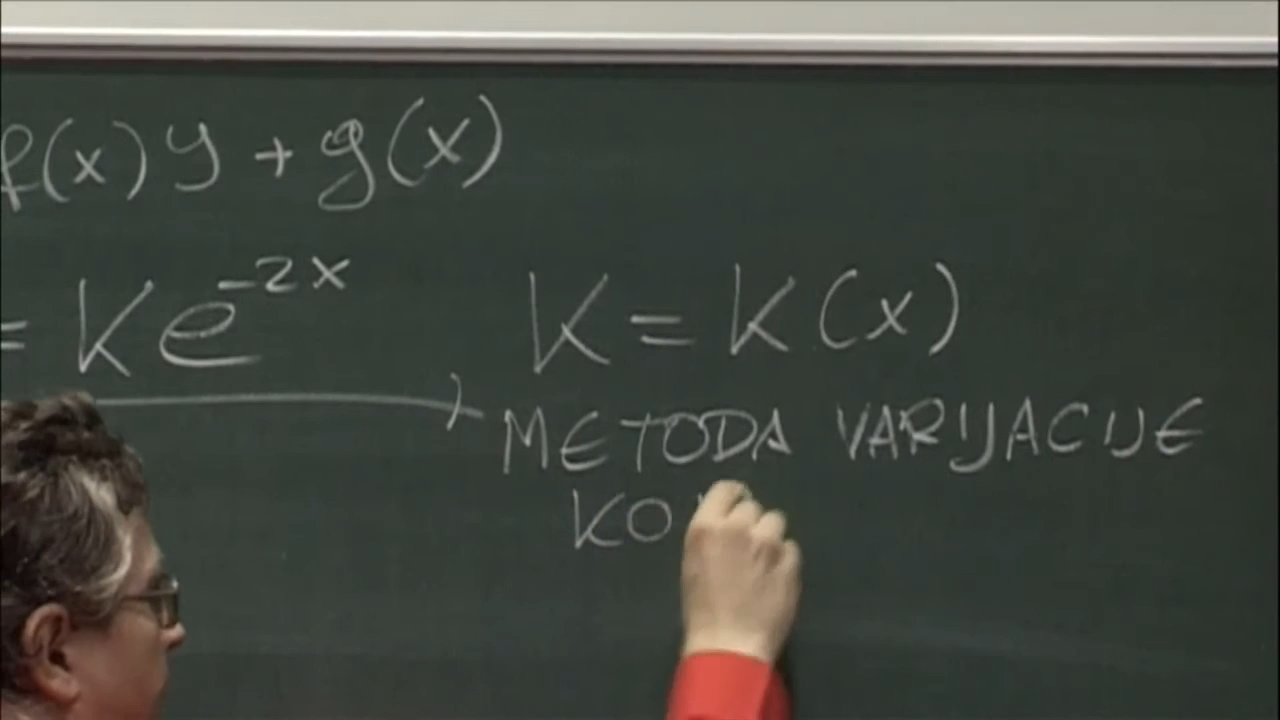 f(x)y + g(x)
= Ke^-2x
K = K(x)
METODA VARIJACIJE
KO